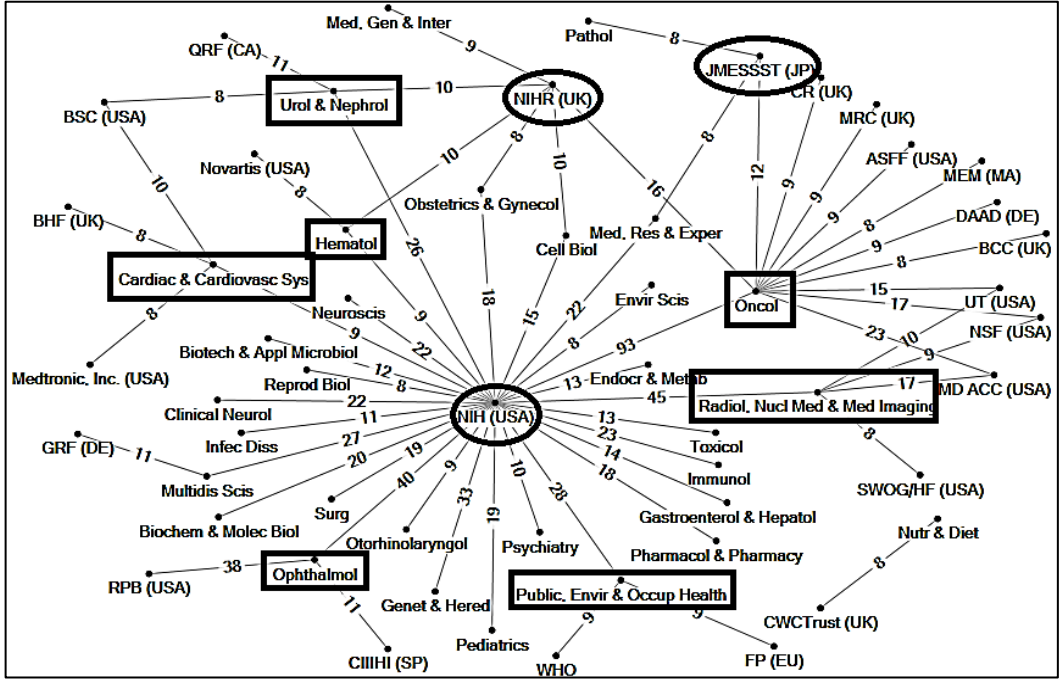 Med. Gen & Inter
Pathol
QRF (CA)
9
8
11
JMESSST (JP)
8
10
Urol & Nephrol
NIHR (UK)
CR (UK)
BSC (USA)
MRC (UK)
8
8
10
10
ASFF (USA)
Novartis (USA)
MEM (MA)
10
12
9
9
16
8
Obstetrics & Gynecol
DAAD (DE)
BHF (UK)
9
8
Med. Res & Exper
9
Hematol
26
Cell Biol
BCC (UK)
8
8
Cardiac & Cardiovasc Sys
Envir Scis
15
UT (USA)
8
Neuroscis
18
22
Oncol
17
NSF (USA)
9
9
15
23
10
22
8
93
Biotech & Appl Microbiol
9
Medtronic, Inc. (USA)
12
Endocr & Metab
Reprod Biol
8
13
17
MD ACC (USA)
22
45
Radiol, Nucl Med & Med Imaging
Clinical Neurol
NIH (USA)
11
13
GRF (DE)
Infec Diss
27
23
Toxicol
8
11
20
19
9
10
14
Immunol
Multidis Scis
40
33
28
18
SWOG/HF (USA)
Surg
19
Gastroenterol & Hepatol
Biochem & Molec Biol
Otorhinolaryngol
Psychiatry
Pharmacol & Pharmacy
Nutr & Diet
38
Ophthalmol
8
RPB (USA)
Public, Envir & Occup Health
11
Genet & Hered
9
9
CWCTrust (UK)
Pediatrics
CIIIHI (SP)
WHO
FP (EU)